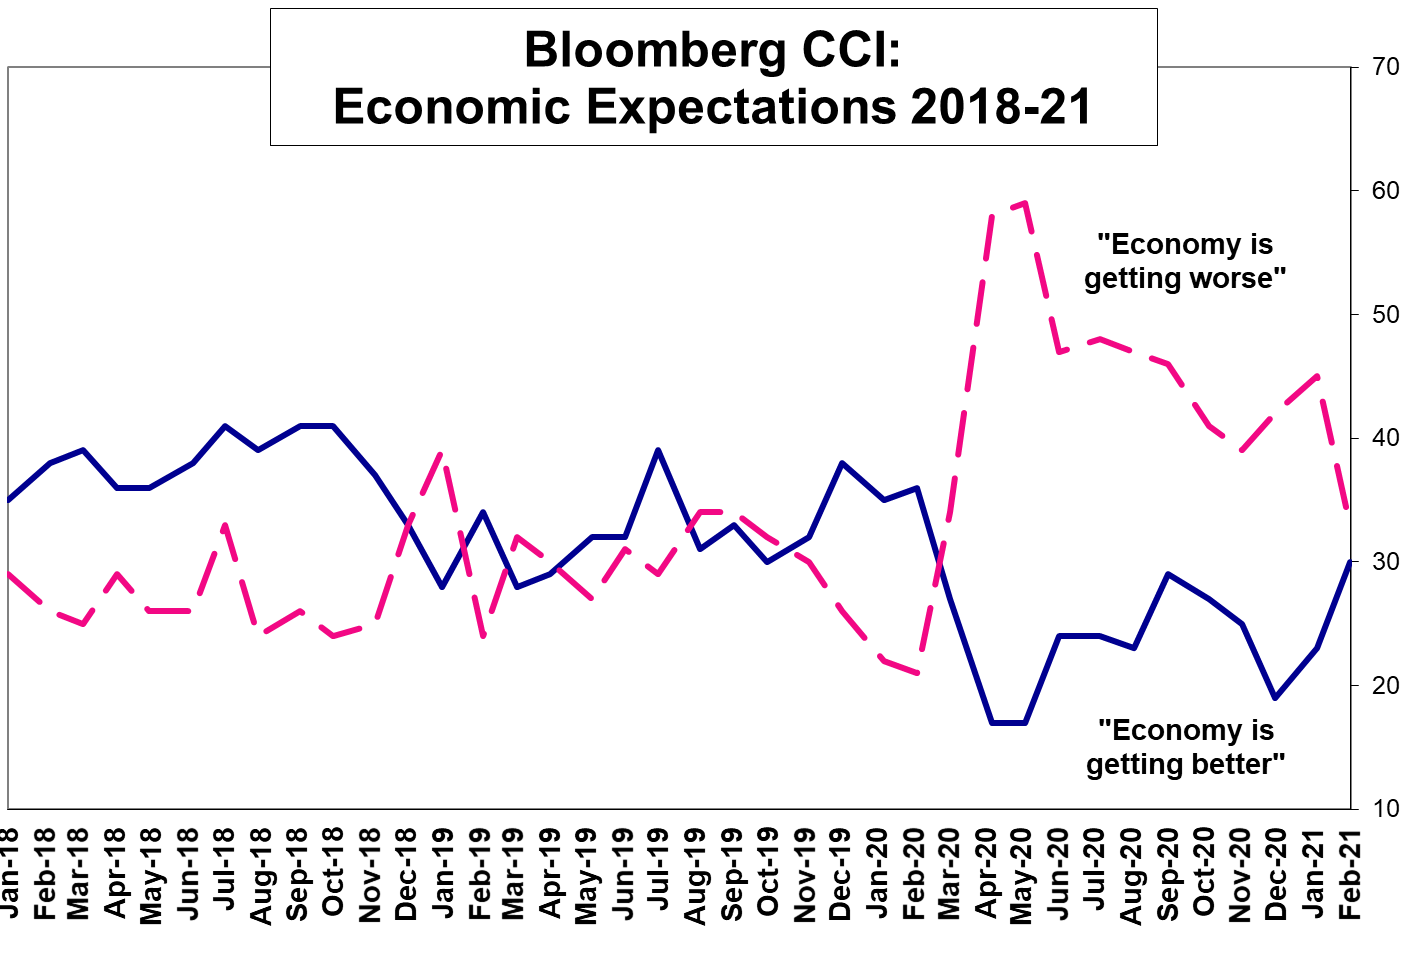 Bloomberg CCI:
Economic Expectations 2018-21
70
60
"Economy is
getting worse"
50
40
30
20
"Economy is
getting better"
10
Jan-18
Feb-18
Mar-18
Apr-18
May-18
Jun-18
Jul-18
Aug-18
Sep-18
Oct-18
Nov-18
Dec-18
Jan-19
Feb-19
Mar-19
Apr-19
May-19
Jun-19
Jul-19
Aug-19
Sep-19
Oct-19
Nov-19
Dec-19
Jan-20
Feb-20
Mar-20
Apr-20
May-20
Jun-20
Jul-20
Aug-20
Sep-20
Oct-20
Nov-20
Dec-20
Jan-21
Feb-21